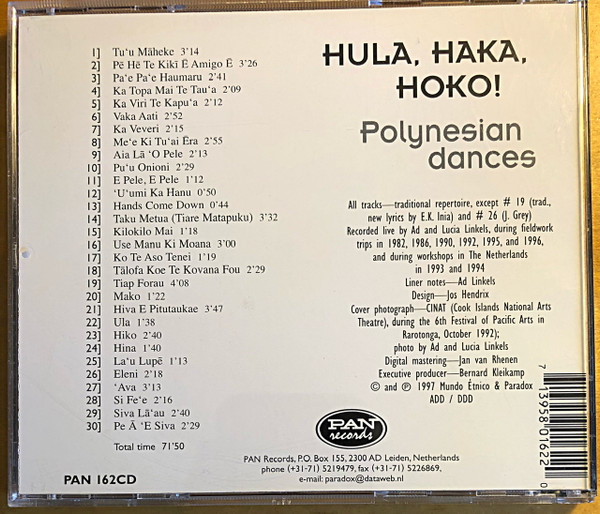 1] Tu'u Māheke 3'14
2] Pē Hē Te Kikī Ē Amigo Ē 3'26
3] Pa'e Pa'e Haumaru 2'41
4] Ka Topa Mai Te Tau'a 2'09
5] Ka Viri Te Kapu'a 2'12
6] Vaka Aati 2'52
7] Ka Veveri 2'15
8] Me'e Ki Tu'ai Ēra 2'55
9] Aia Lā 'O Pele 2'13
10] Pu'u Onioni 2'29
11] E Pele, E Pele 1'12
12] 'U'umi Ka Hanu 0'50
13] Hands Come Down 0'44
14] Taku Metua (Tiare Matapuku) 3'32
15] Kilokilo Mai 1'18
16] Use Manu Ki Moana 3'00
17] Ko Te Aso Tenei 1'19
18] Tālofa Koe Te Kovana Fou 2'29
19] Tiap Forau 4'08
20] Mako 1'22
21] Hiva E Pitutaukae 3'47
22] Ula 1'38
23] Hiko 2'40
24] Hina 1'40
25] La'u Lupē 1'13
26] Eleni 2'18
27] 'Ava 3'13
28] Si Fe'e 2'16
29] Siva Lā'au 2'40
30] Pe Ā 'E Siva 2'29
Total time 71'50
PAN 162CD
HULA, HAKA,
HOKO!
Polynesian
dances
All tracks—traditional repertoire, except # 19 (trad.,
new lyrics by E.K. Inia) and # 26 (J. Grey)
Recorded live by Ad and Lucia Linkels, during fieldwork
trips in 1982, 1986, 1990, 1992, 1995, and 1996,
and during workshops in The Netherlands
in 1993 and 1994
Liner notes—Ad Linkels
Design—Jos Hendrix
Cover photograph—CINAT (Cook Islands National Arts
Theatre), during the 6th Festival of Pacific Arts in
Rarotonga, October 1992);
photo by Ad and Lucia Linkels
Digital mastering—Jan van Rhenen
Executive producer—Bernard Kleikamp
© and ℗ 1997 Mundo Étnico & Paradox
ADD / DDD
PAN
records
PAN Records, P.O. Box 155, 2300 AD Leiden, Netherlands
phone (+31-71) 5219479, fax (+31-71) 5226869,
e-mail: paradox@dataweb.nl
7 13958 01622 0